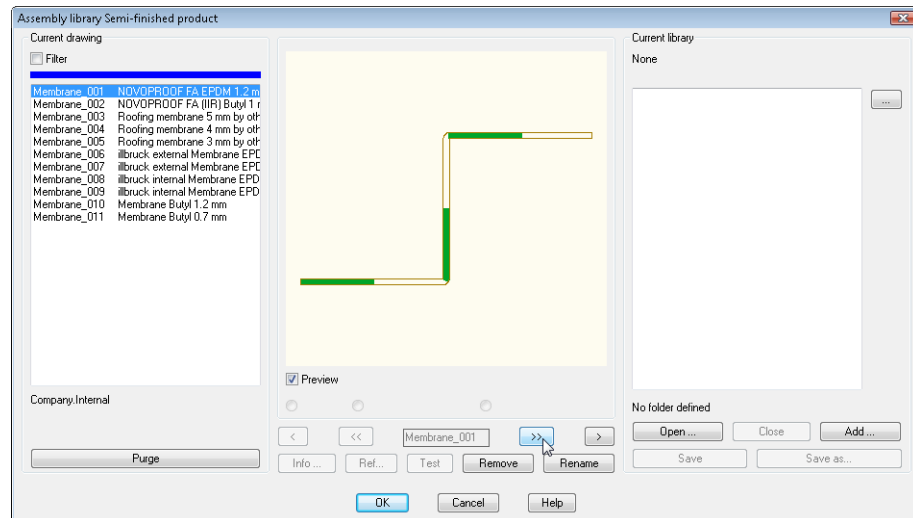 Assembly library Semi-finished product
Current drawing
Filter
Membrane_001 NOVOPROOF FA EPDM 1.2 m
Membrane_002 NOVOPROOF FA (IIR) Butyl 1 r
Membrane_003 Roofing membrane 5 mm by oth
Membrane_004 Roofing membrane 4 mm by oth
Membrane_005 Roofing membrane 3 mm by oth
Membrane_006 illbruck external Membrane EPD
Membrane_007 illbruck external Membrane EPD
Membrane_008 illbruck internal Membrane EPD
Membrane_009 illbruck internal Membrane EPD
Membrane_010 Membrane Butyl 1.2 mm
Membrane_011 Membrane Butyl 0.7 mm
Company.Internal
Purge
Preview
< << Membrane_001 >> >
Info ... Ref... Test Remove Rename
Current library
None
...
No folder defined
Open ... Close Add ...
Save Save as...
OK Cancel Help